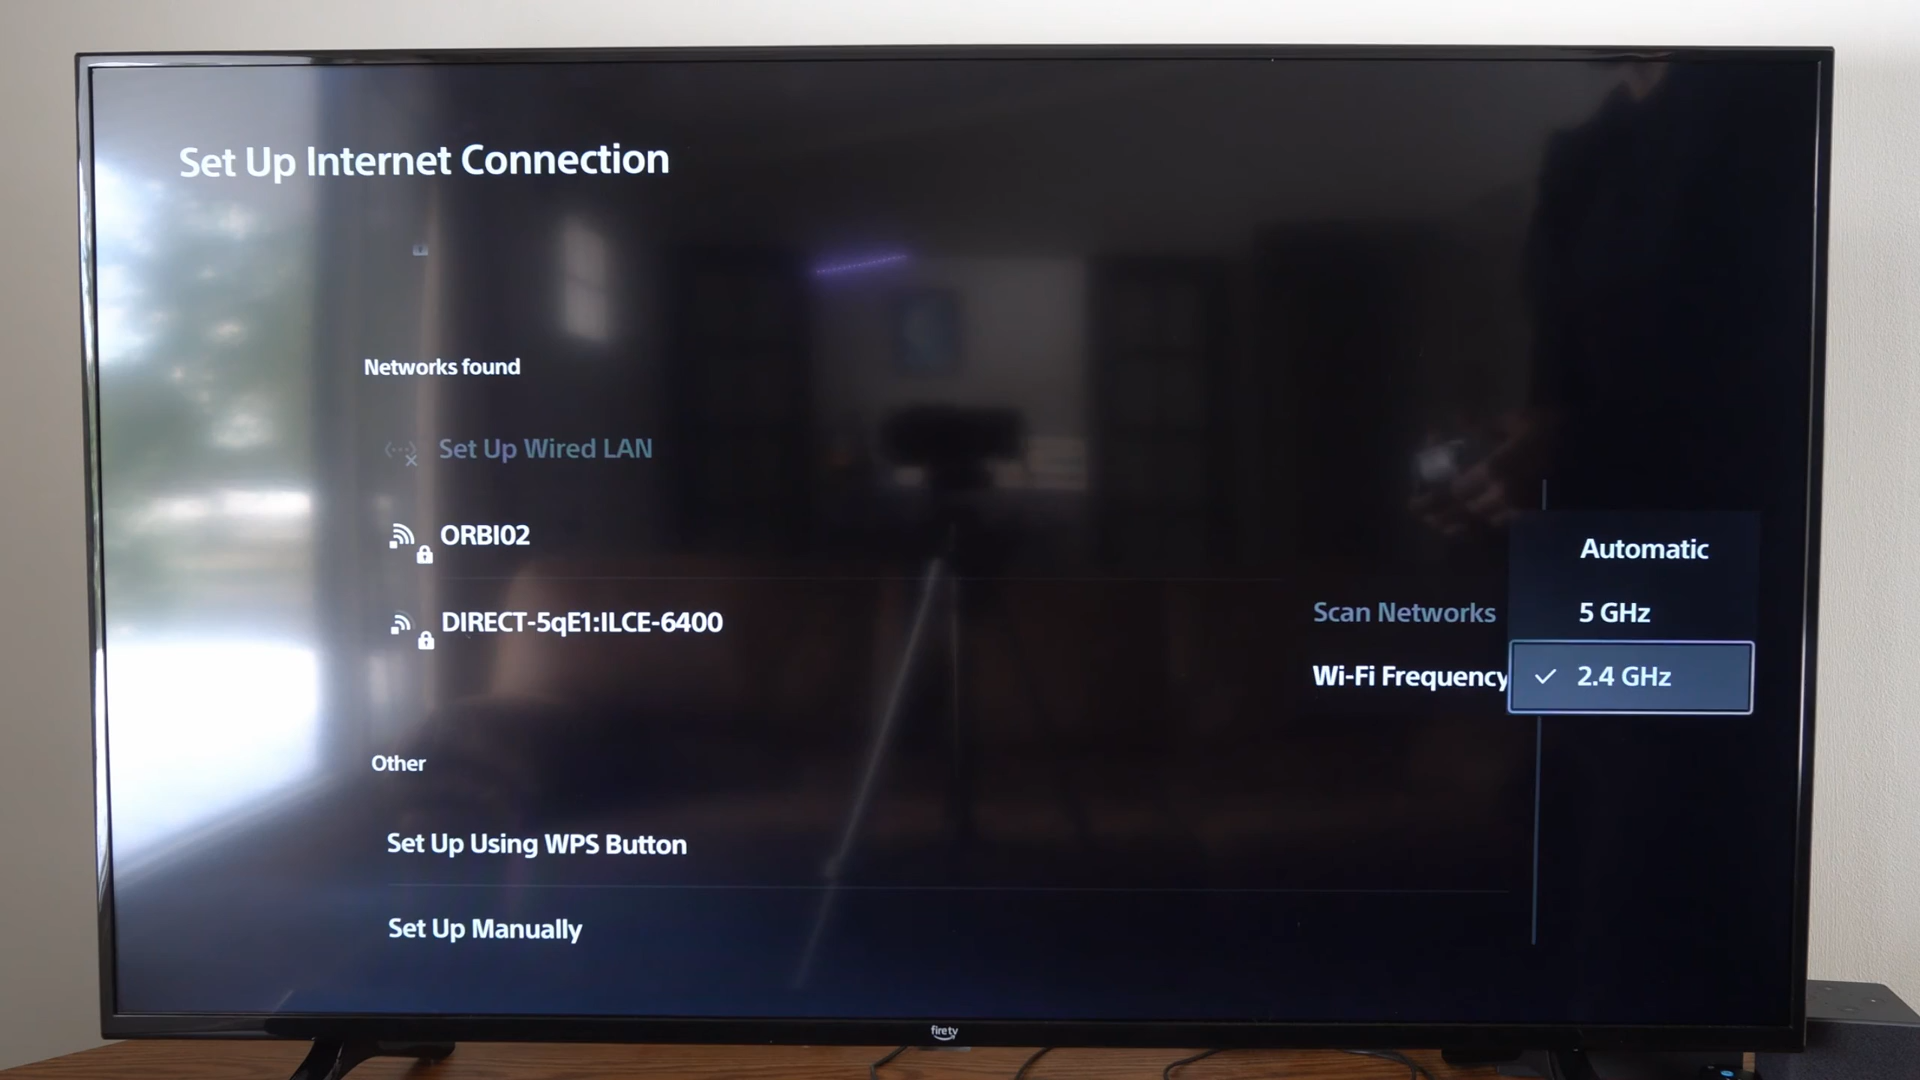 Set Up Internet Connection
Networks found
Set Up Wired LAN
ORBI02
DIRECT-5qE1:ILCE-6400
Automatic
Scan Networks
5 GHz
Wi-Fi Frequency
2.4 GHz
Other
Set Up Using WPS Button
Set Up Manually
firetv